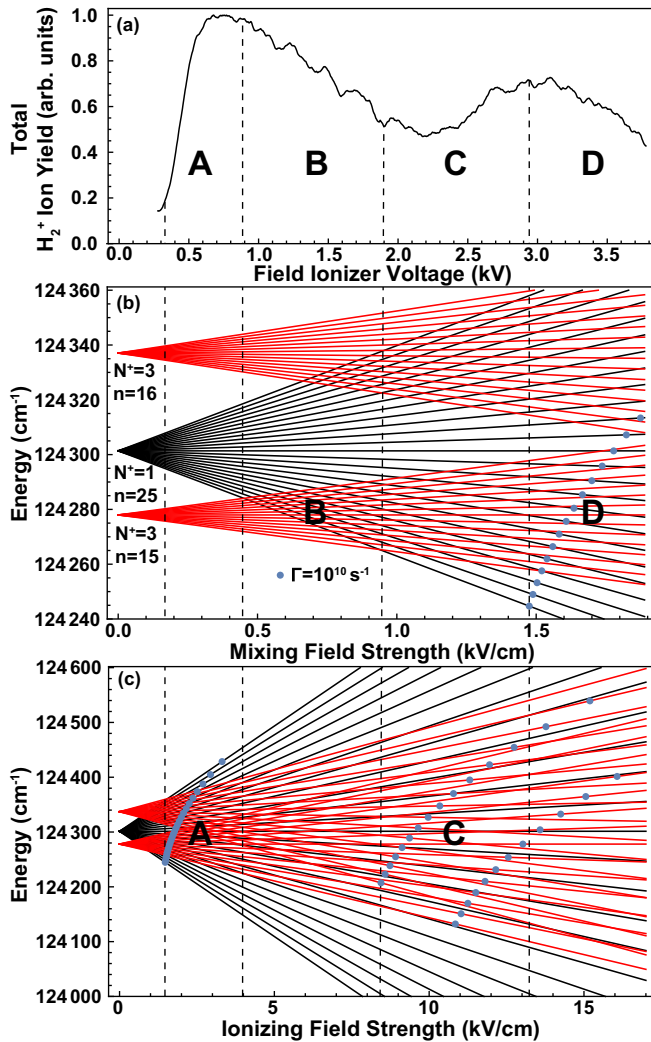 (a)
Total
H₂⁺ Ion Yield (arb. units)
1.0
0.8
0.6
0.4
0.2
0.0
A
B
C
D
0.0 0.5 1.0 1.5 2.0 2.5 3.0 3.5
Field Ionizer Voltage (kV)
(b)
Energy (cm⁻¹)
124 360
124 340
124 320
124 300
124 280
124 260
124 240
N⁺=3
n=16
N⁺=1
n=25
N⁺=3
n=15
B
D
Γ=10¹⁰ s⁻¹
0.0 0.5 1.0 1.5
Mixing Field Strength (kV/cm)
(c)
Energy (cm⁻¹)
124 600
124 500
124 400
124 300
124 200
124 100
124 000
A
C
0 5 10 15
Ionizing Field Strength (kV/cm)